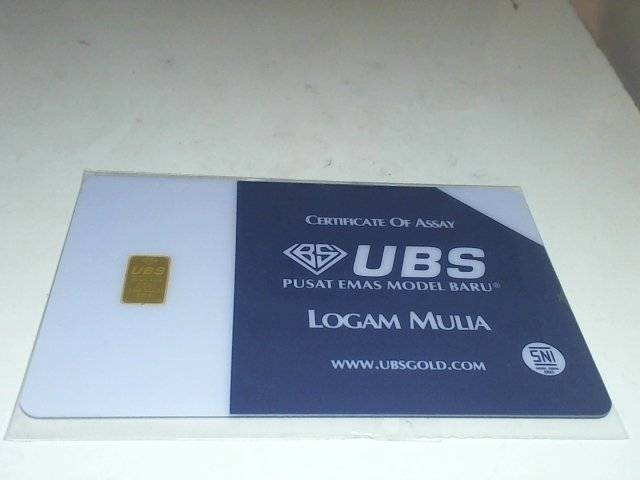 UBS
CERTIFICATE OF ASSAY
UBS
PUSAT EMAS MODEL BARU®
LOGAM MULIA
WWW.UBSGOLD.COM
SNI